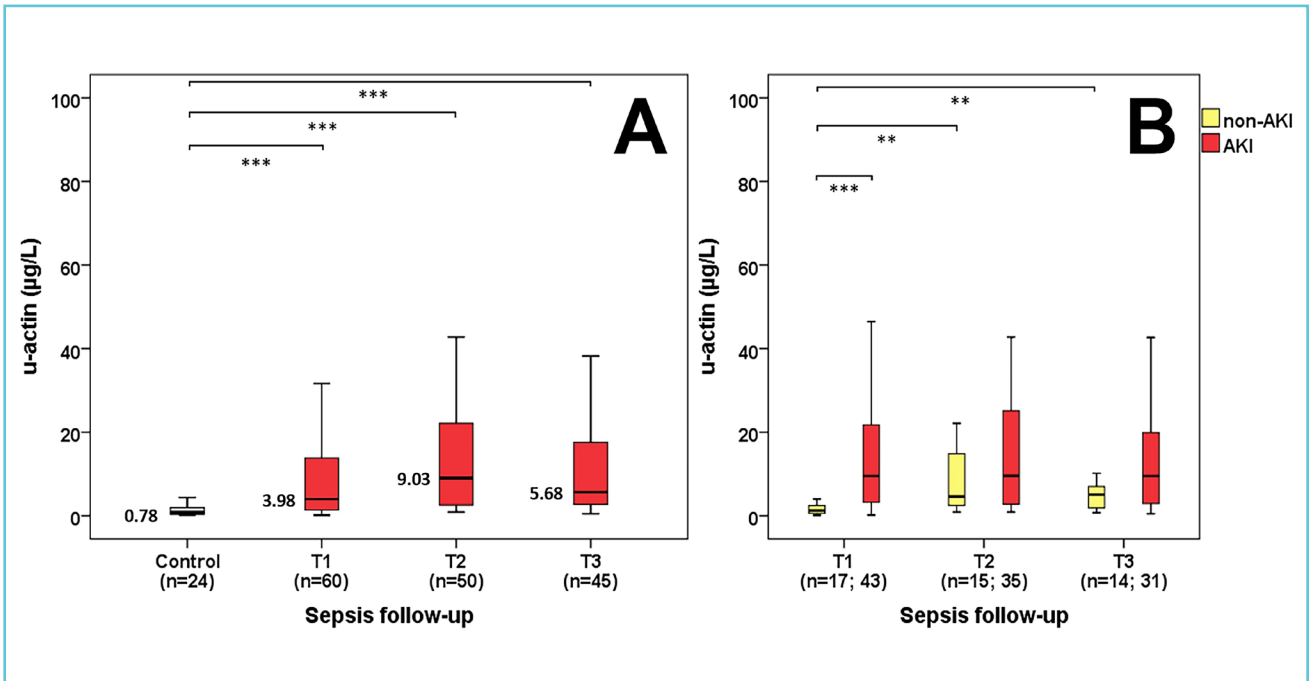 A
***
***
***
100
80
60
40
20
0
u-actin (µg/L)
0.78
3.98
9.03
5.68
Control
(n=24)
T1
(n=60)
T2
(n=50)
T3
(n=45)
Sepsis follow-up
B
**
**
***
100
80
60
40
20
0
u-actin (µg/L)
T1
(n=17; 43)
T2
(n=15; 35)
T3
(n=14; 31)
Sepsis follow-up
non-AKI
AKI